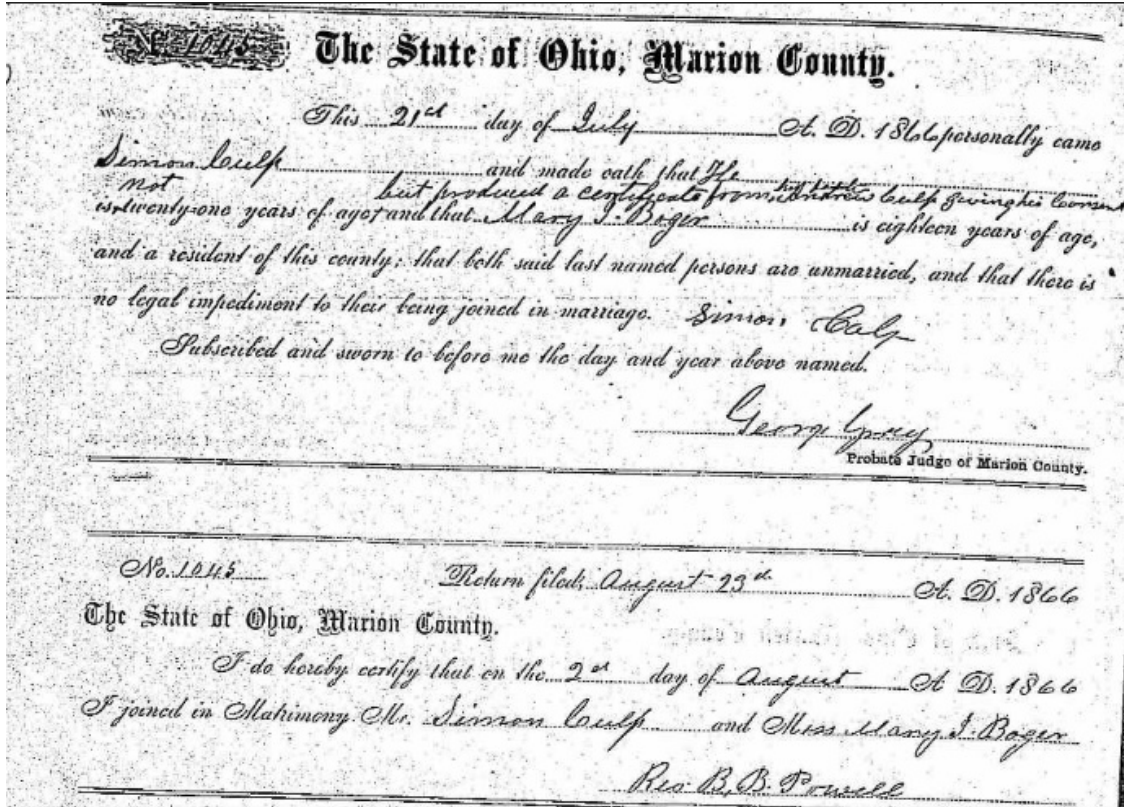 No. 1045 The State of Ohio, Marion County.
This 21st day of July A. D. 1866 personally came
Simon Culp and made oath that He
not but produced a certificate from Culp giving his Consent
is twenty-one years of age, and that Mary J. Boger is eighteen years of age,
and a resident of this county; that both said last named persons are unmarried, and that there is
no legal impediment to their being joined in marriage. Simon Culp
Subscribed and sworn to before me the day and year above named.
George Gray
Probate Judge of Marion County.
No. 1045 Return filed, August 23rd A. D. 1866
The State of Ohio, Marion County.
I do hereby certify that on the 2nd day of August A. D. 1866
I joined in Matrimony Mr. Simon Culp and Miss Mary J. Boger
Rev B. B. Powell